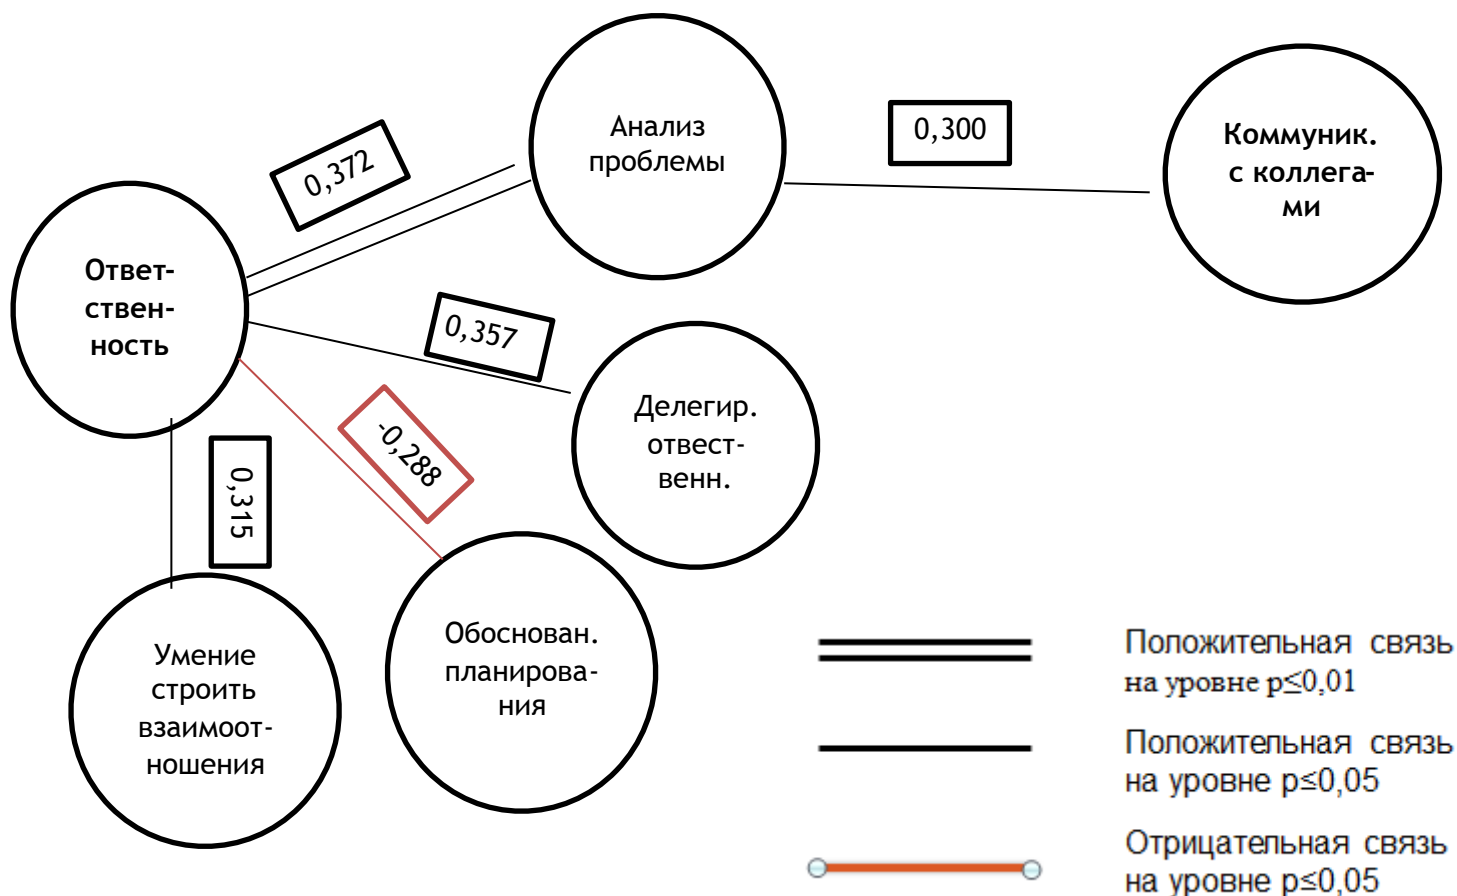 Анализ
проблемы
0,300
Коммуник.
с коллега-
ми
0,372
Ответ-
ствен-
ность
0,357
Делегир.
отвест-
венн.
-0,288
0,315
Обоснован.
планирова-
ния
Умение
строить
взаимоот-
ношения
Положительная связь
на уровне p≤0,01
Положительная связь
на уровне p≤0,05
Отрицательная связь
на уровне p≤0,05